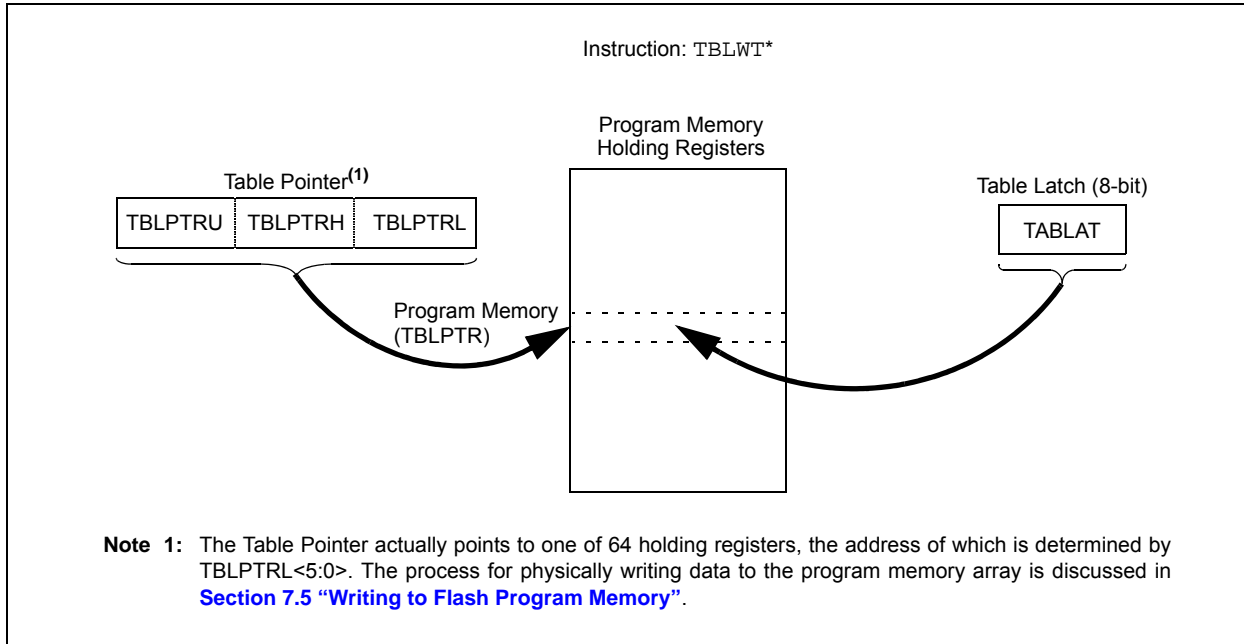 Instruction: TBLWT*
Program Memory
Holding Registers
Table Pointer(1)
Table Latch (8-bit)
TBLPTRU TBLPTRH TBLPTRL
TABLAT
Program Memory
(TBLPTR)
Note 1: The Table Pointer actually points to one of 64 holding registers, the address of which is determined by
TBLPTRL<5:0>. The process for physically writing data to the program memory array is discussed in
Section 7.5 “Writing to Flash Program Memory”.